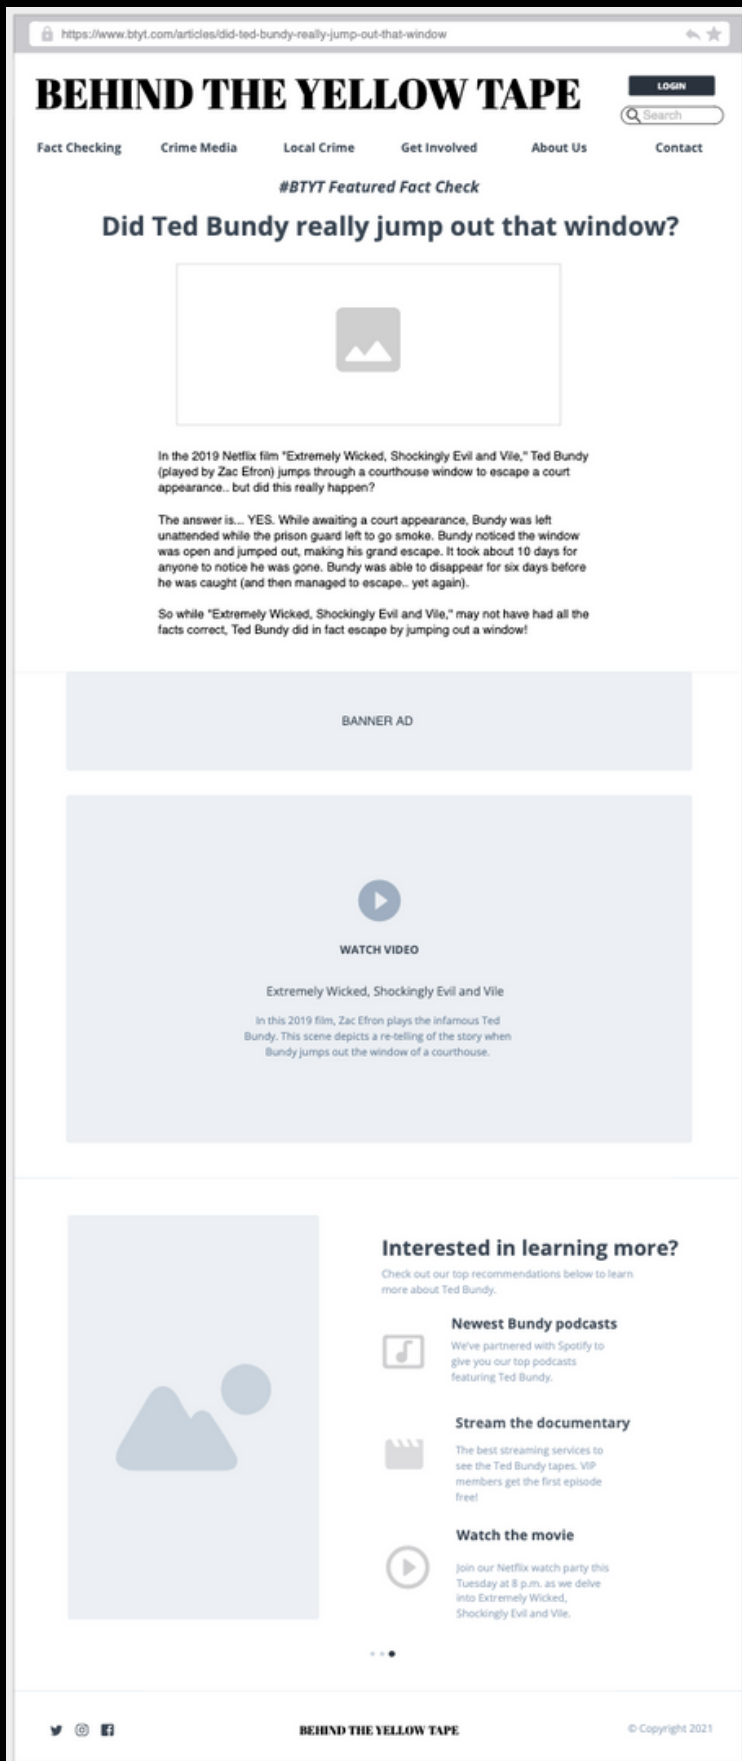 https://www.btyt.com/articles/did-ted-bundy-really-jump-out-that-window
BEHIND THE YELLOW TAPE
LOGIN
Search
Fact Checking Crime Media Local Crime Get Involved About Us Contact
#BTYT Featured Fact Check
Did Ted Bundy really jump out that window?
In the 2019 Netflix film "Extremely Wicked, Shockingly Evil and Vile," Ted Bundy
(played by Zac Efron) jumps through a courthouse window to escape a court
appearance.. but did this really happen?
The answer is... YES. While awaiting a court appearance, Bundy was left
unattended while the prison guard left to go smoke. Bundy noticed the window
was open and jumped out, making his grand escape. It took about 10 days for
anyone to notice he was gone. Bundy was able to disappear for six days before
he was caught (and then managed to escape.. yet again).
So while "Extremely Wicked, Shockingly Evil and Vile," may not have had all the
facts correct, Ted Bundy did in fact escape by jumping out a window!
BANNER AD
WATCH VIDEO
Extremely Wicked, Shockingly Evil and Vile
In this 2019 film, Zac Efron plays the infamous Ted
Bundy. This scene depicts a re-telling of the story when
Bundy jumps out the window of a courthouse.
Interested in learning more?
Check out our top recommendations below to learn
more about Ted Bundy.
Newest Bundy podcasts
We've partnered with Spotify to
give you our top podcasts
featuring Ted Bundy.
Stream the documentary
The best streaming services to
see the Ted Bundy tapes. VIP
members get the first episode
free!
Watch the movie
Join our Netflix watch party this
Tuesday at 8 p.m. as we delve
into Extremely Wicked,
Shockingly Evil and Vile.
BEHIND THE YELLOW TAPE
© Copyright 2021